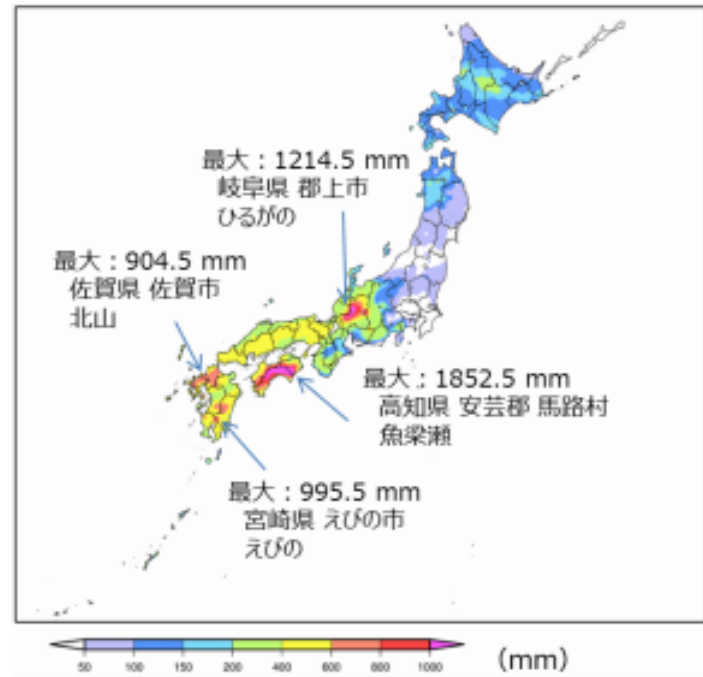 最大：1214.5 mm
岐阜県 郡上市
ひるがの
最大：904.5 mm
佐賀県 佐賀市
北山
最大：1852.5 mm
高知県 安芸郡 馬路村
魚梁瀬
最大：995.5 mm
宮崎県 えびの市
えびの
50 100 150 200 400 600 800 1000 (mm)